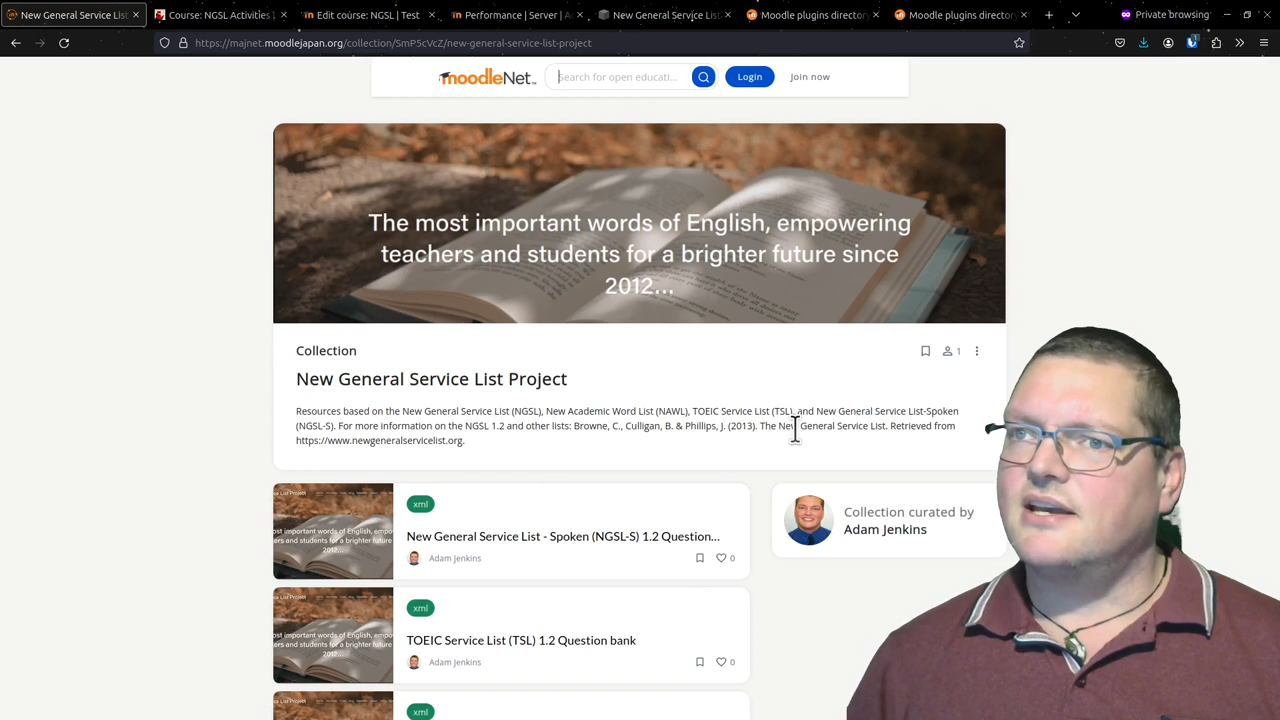 New General Service List
Course: NGSL Activities
Edit course: NGSL | Test
Performance | Server | Ac
New General Service List
Moodle plugins directory
Moodle plugins directory
Private browsing
https://majnet.moodlejapan.org/collection/SmP5cVcZ/new-general-service-list-project
moodleNet
Search for open educati...
Login
Join now
The most important words of English, empowering
teachers and students for a brighter future since
2012...
Collection
1
New General Service List Project
Resources based on the New General Service List (NGSL), New Academic Word List (NAWL), TOEIC Service List (TSL), and New General Service List-Spoken
(NGSL-S). For more information on the NGSL 1.2 and other lists: Browne, C., Culligan, B. & Phillips, J. (2013). The New General Service List. Retrieved from
https://www.newgeneralservicelist.org.
xml
New General Service List - Spoken (NGSL-S) 1.2 Question...
Adam Jenkins
0
Collection curated by
Adam Jenkins
xml
TOEIC Service List (TSL) 1.2 Question bank
Adam Jenkins
0
xml